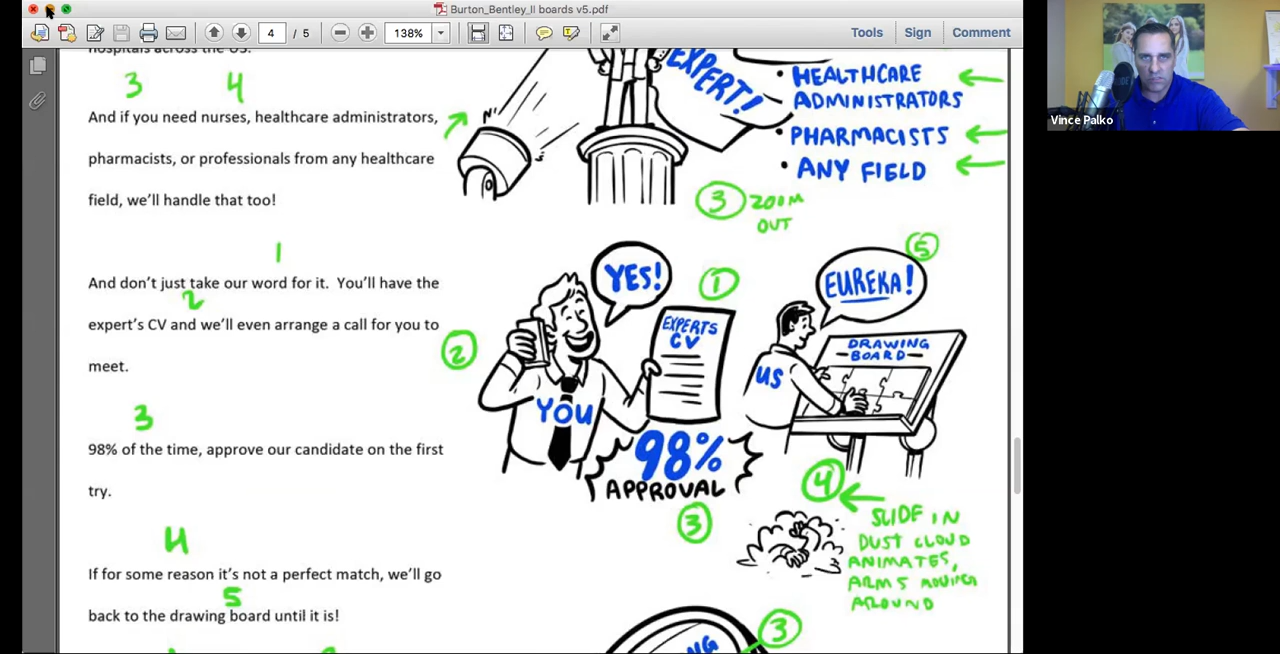 Burton_Bentley_II boards v5.pdf
4 / 5
138%
Tools
Sign
Comment
Vince Palko
hospitals across the US.
3
4
And if you need nurses, healthcare administrators,
pharmacists, or professionals from any healthcare
field, we'll handle that too!
1
And don't just take our word for it. You'll have the
2
expert's CV and we'll even arrange a call for you to
meet.
3
98% of the time, approve our candidate on the first
try.
4
If for some reason it's not a perfect match, we'll go
5
back to the drawing board until it is!
EXPERT!
• HEALTHCARE
ADMINISTRATORS
• PHARMACISTS
• ANY FIELD
3 ZOOM
OUT
YES!
1
EXPERTS
CV
2
YOU
98%
APPROVAL
3
5
EUREKA!
DRAWING
-BOARD-
US
4
SLIDE IN
DUST CLOUD
ANIMATES,
ARMS MOVING
AROUND
3